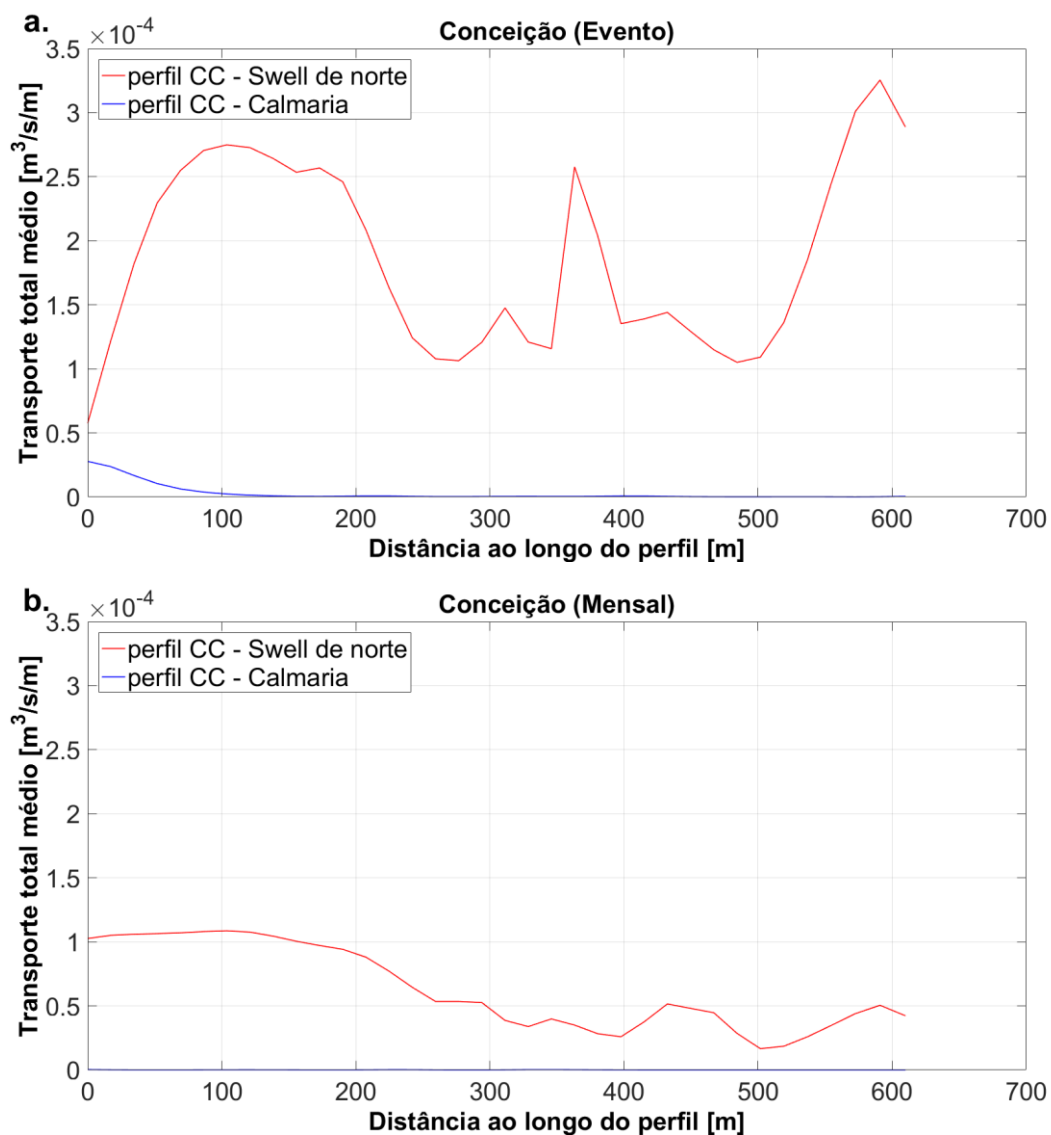 a.
×10⁻⁴
Conceição (Evento)
3.5
3
2.5
2
1.5
1
0.5
0
Transporte total médio [m³/s/m]
perfil CC - Swell de norte
perfil CC - Calmaria
0 100 200 300 400 500 600 700
Distância ao longo do perfil [m]
b.
×10⁻⁴
Conceição (Mensal)
3.5
3
2.5
2
1.5
1
0.5
0
Transporte total médio [m³/s/m]
perfil CC - Swell de norte
perfil CC - Calmaria
0 100 200 300 400 500 600 700
Distância ao longo do perfil [m]